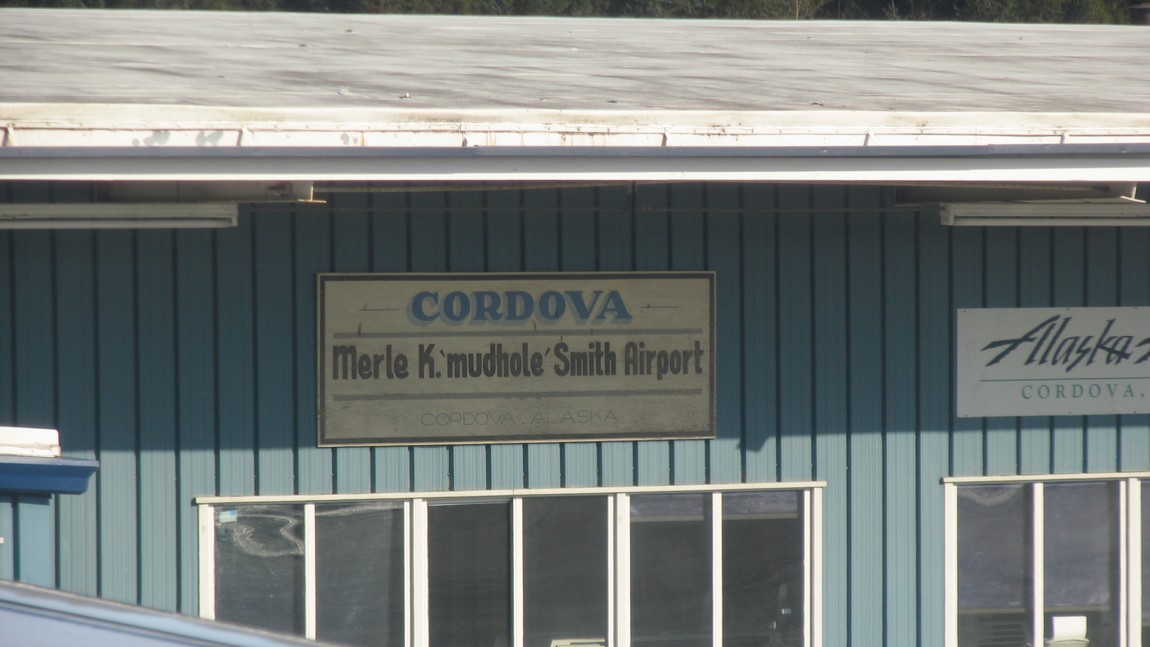 CORDOVA
Merle K. 'mudhole' Smith Airport
CORDOVA . ALASKA
Alaska
CORDOVA,